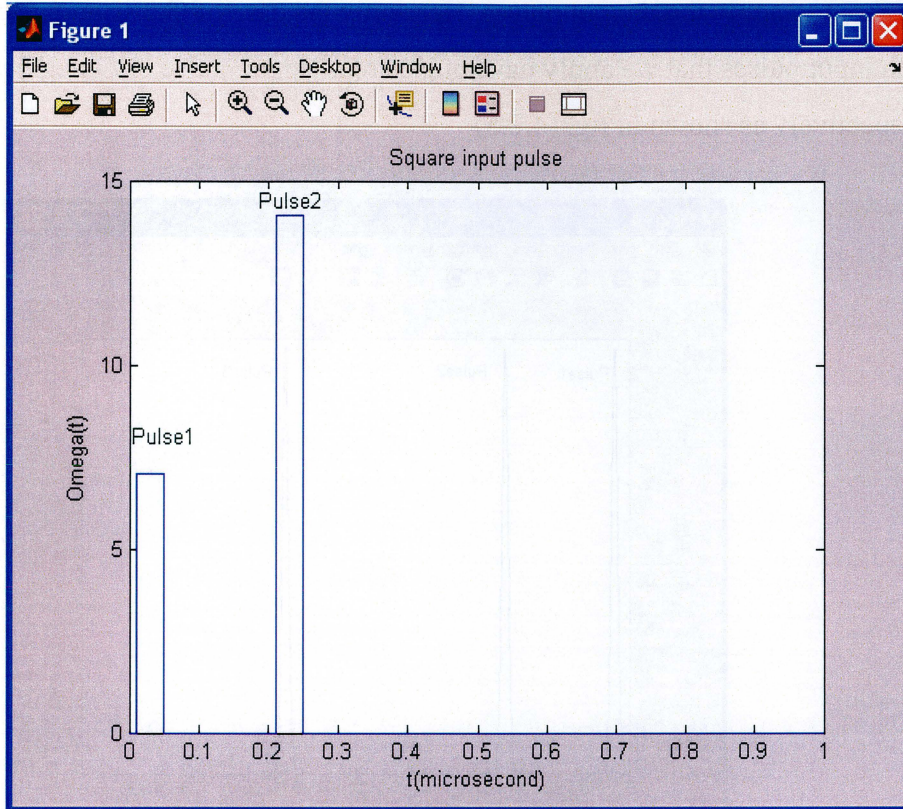 Figure 1
File Edit View Insert Tools Desktop Window Help
Square input pulse
15
Pulse2
10
Pulse1
Omega(t)
5
0
0 0.1 0.2 0.3 0.4 0.5 0.6 0.7 0.8 0.9 1
t(microsecond)